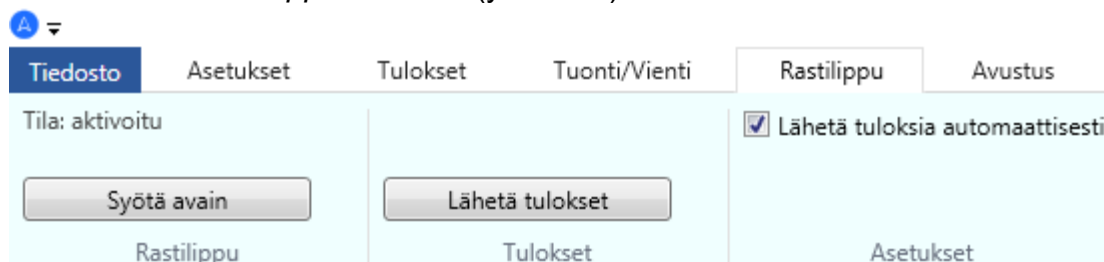 A
Tiedosto Asetukset Tulokset Tuonti/Vienti Rastilippu Avustus
Tila: aktivoitu
Lähetä tuloksia automaattisesti
Syötä avain Lähetä tulokset
Rastilippu Tulokset Asetukset